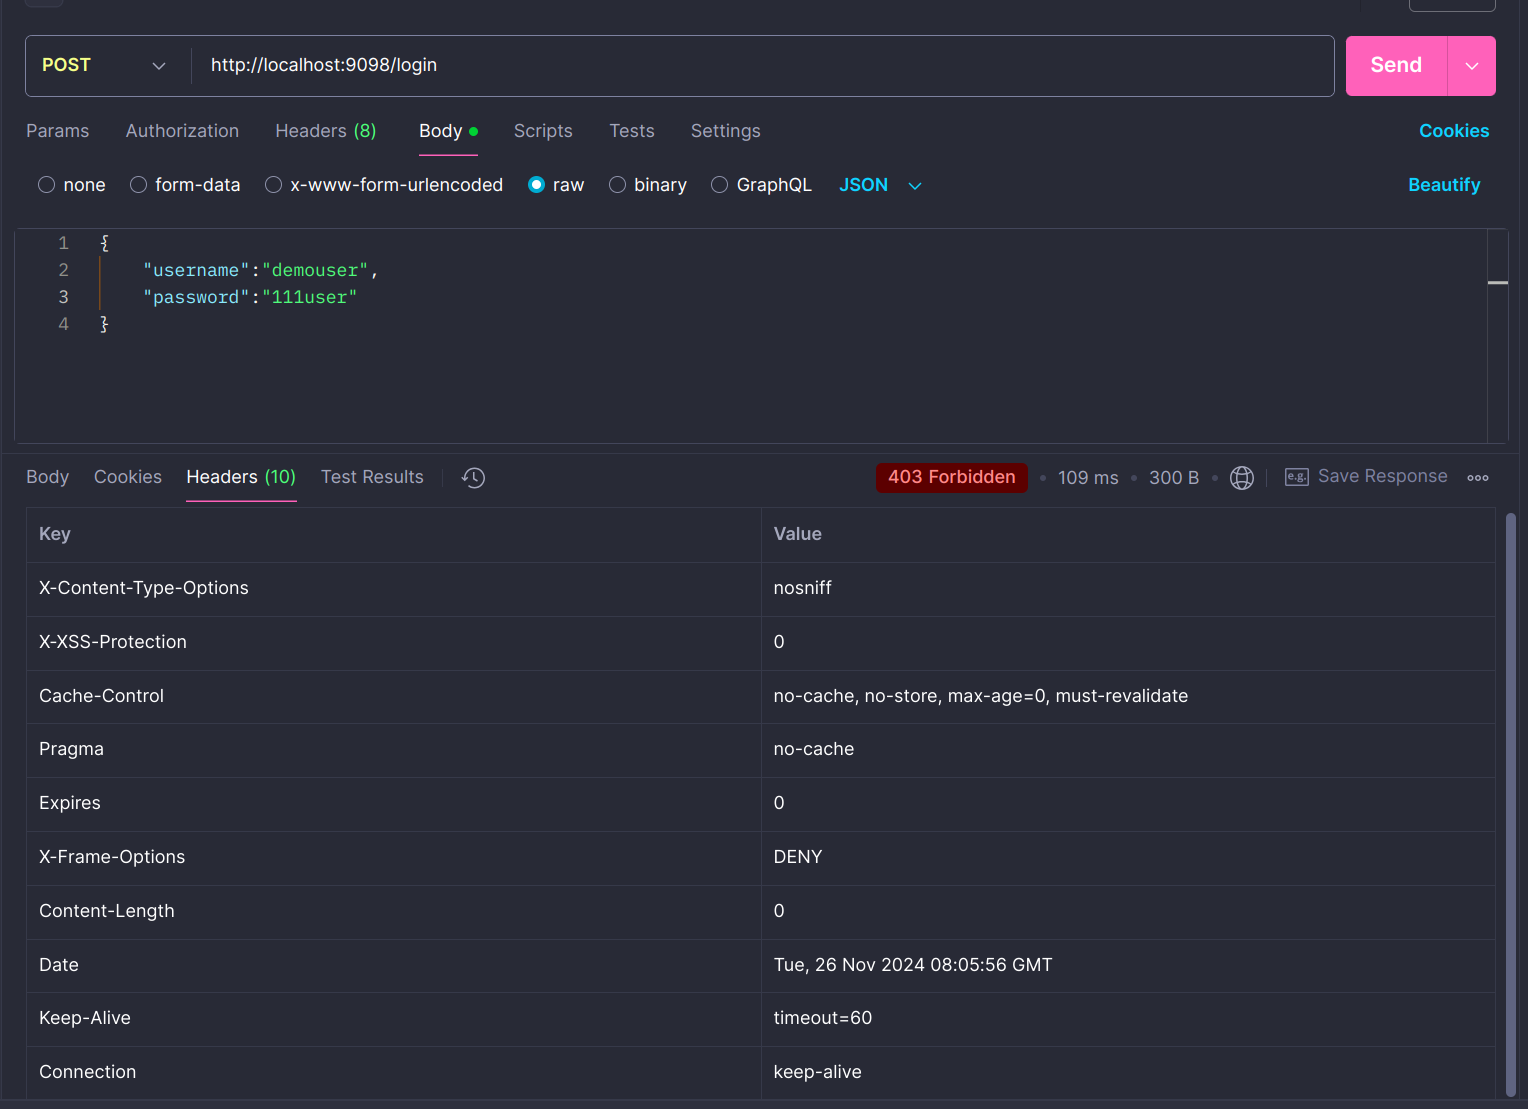 POST http://localhost:9098/login Send
Params Authorization Headers (8) Body Scripts Tests Settings Cookies
none form-data x-www-form-urlencoded raw binary GraphQL JSON Beautify
1 {
2 "username":"demouser",
3 "password":"111user"
4 }
Body Cookies Headers (10) Test Results 403 Forbidden 109 ms 300 B e.g. Save Response
Key Value
X-Content-Type-Options nosniff
X-XSS-Protection 0
Cache-Control no-cache, no-store, max-age=0, must-revalidate
Pragma no-cache
Expires 0
X-Frame-Options DENY
Content-Length 0
Date Tue, 26 Nov 2024 08:05:56 GMT
Keep-Alive timeout=60
Connection keep-alive